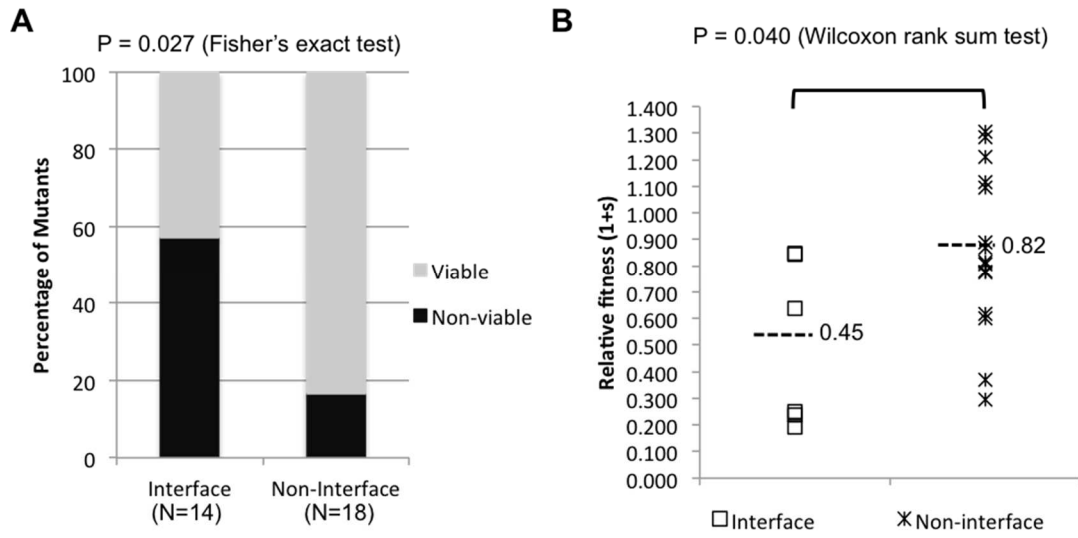 A
P = 0.027 (Fisher's exact test)
Percentage of Mutants
100
80
60
40
20
0
Interface
(N=14)
Non-Interface
(N=18)
Viable
Non-viable
B
P = 0.040 (Wilcoxon rank sum test)
Relative fitness (1+s)
1.400
1.300
1.200
1.100
1.000
0.900
0.800
0.700
0.600
0.500
0.400
0.300
0.200
0.100
0.000
0.45
0.82
Interface
Non-interface